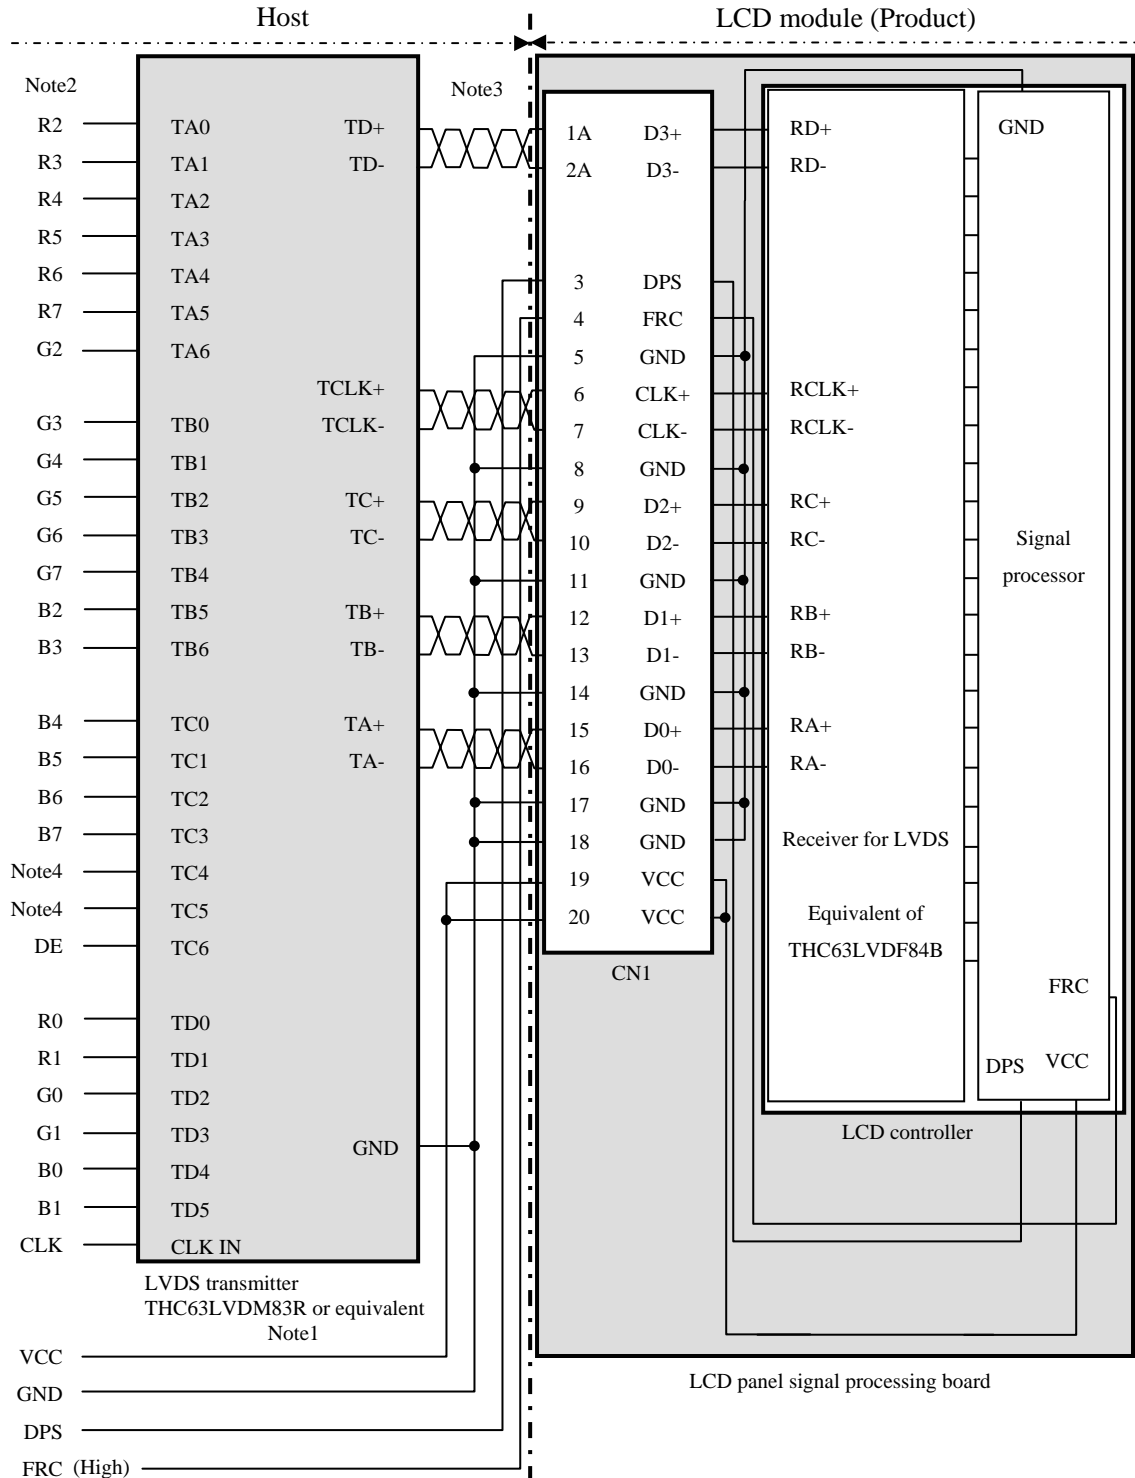 Host
LCD module (Product)
Note2
Note3
R2 TA0 TD+ 1A D3+ RD+ GND
R3 TA1 TD- 2A D3- RD-
R4 TA2
R5 TA3
R6 TA4 3 DPS
R7 TA5 4 FRC
G2 TA6 5 GND
TCLK+ 6 CLK+ RCLK+
G3 TB0 TCLK- 7 CLK- RCLK-
G4 TB1 8 GND
G5 TB2 TC+ 9 D2+ RC+
G6 TB3 TC- 10 D2- RC- Signal
G7 TB4 11 GND processor
B2 TB5 TB+ 12 D1+ RB+
B3 TB6 TB- 13 D1- RB-
14 GND
B4 TC0 TA+ 15 D0+ RA+
B5 TC1 TA- 16 D0- RA-
B6 TC2 17 GND
B7 TC3 18 GND Receiver for LVDS
Note4 TC4 19 VCC
Note4 TC5 20 VCC Equivalent of
DE TC6 THC63LVDF84B
CN1
FRC
R0 TD0
R1 TD1 DPS VCC
G0 TD2
G1 TD3 GND LCD controller
B0 TD4
B1 TD5
CLK CLK IN
LVDS transmitter
THC63LVDM83R or equivalent
Note1
VCC
LCD panel signal processing board
GND
DPS
FRC (High)